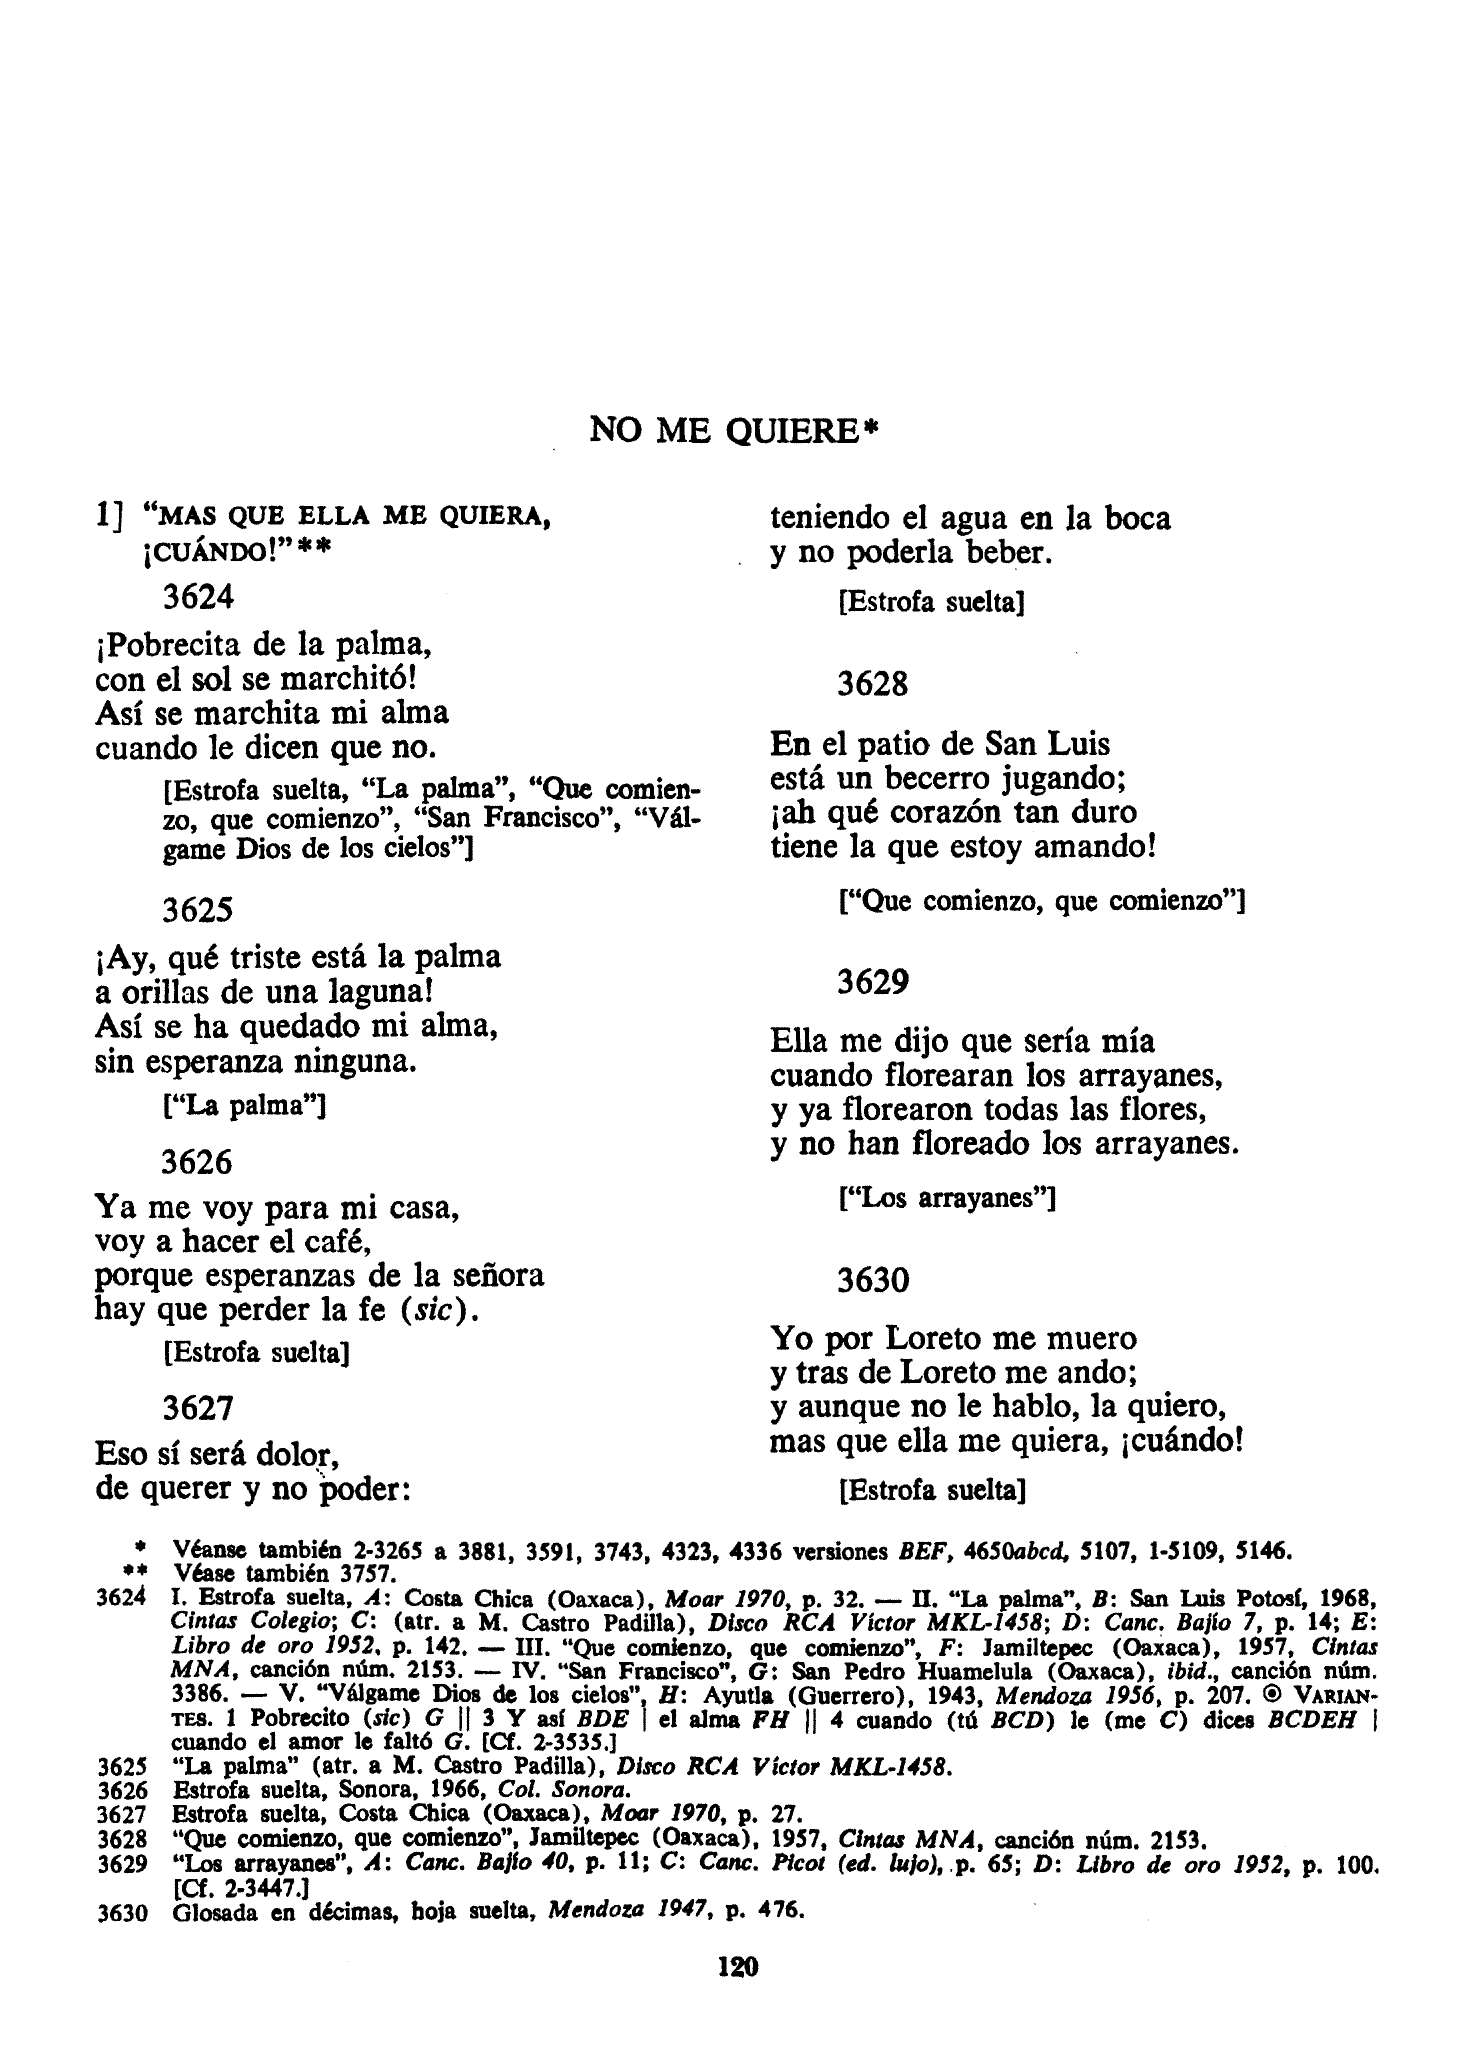 NO ME QUIERE*
1] “MAS QUE ELLA ME QUIERA,
¡CUÁNDO!”**
3624
¡Pobrecita de la palma,
con el sol se marchitó!
Así se marchita mi alma
cuando le dicen que no.
[Estrofa suelta, “La palma”, “Que comien-
zo, que comienzo”, “San Francisco”, “Vál-
game Dios de los cielos”]
3625
¡Ay, qué triste está la palma
a orillas de una laguna!
Así se ha quedado mi alma,
sin esperanza ninguna.
[“La palma”]
3626
Ya me voy para mi casa,
voy a hacer el café,
porque esperanzas de la señora
hay que perder la fe (sic).
[Estrofa suelta]
3627
Eso sí será dolor,
de querer y no poder:
teniendo el agua en la boca
y no poderla beber.
[Estrofa suelta]
3628
En el patio de San Luis
está un becerro jugando;
¡ah qué corazón tan duro
tiene la que estoy amando!
[“Que comienzo, que comienzo”]
3629
Ella me dijo que sería mía
cuando florearan los arrayanes,
y ya florearon todas las flores,
y no han floreado los arrayanes.
[“Los arrayanes”]
3630
Yo por Loreto me muero
y tras de Loreto me ando;
y aunque no le hablo, la quiero,
mas que ella me quiera, ¡cuándo!
[Estrofa suelta]
* Véanse también 2-3265 a 3881, 3591, 3743, 4323, 4336 versiones BEF, 4650abcd, 5107, 1-5109, 5146.
** Véase también 3757.
3624 I. Estrofa suelta, A: Costa Chica (Oaxaca), Moar 1970, p. 32. — II. “La palma”, B: San Luis Potosí, 1968,
Cintas Colegio; C: (atr. a M. Castro Padilla), Disco RCA Víctor MKL-1458; D: Canc. Bajío 7, p. 14; E:
Libro de oro 1952, p. 142. — III. “Que comienzo, que comienzo”, F: Jamiltepec (Oaxaca), 1957, Cintas
MNA, canción núm. 2153. — IV. “San Francisco”, G: San Pedro Huamelula (Oaxaca), ibid., canción núm.
3386. — V. “Válgame Dios de los cielos”, H: Ayutla (Guerrero), 1943, Mendoza 1956, p. 207. ⊚ VARIAN-
TES. 1 Pobrecito (sic) G || 3 Y así BDE | el alma FH || 4 cuando (tú BCD) le (me C) dices BCDEH |
cuando el amor le faltó G. [Cf. 2-3535.]
3625 “La palma” (atr. a M. Castro Padilla), Disco RCA Víctor MKL-1458.
3626 Estrofa suelta, Sonora, 1966, Col. Sonora.
3627 Estrofa suelta, Costa Chica (Oaxaca), Moar 1970, p. 27.
3628 “Que comienzo, que comienzo”, Jamiltepec (Oaxaca), 1957, Cintas MNA, canción núm. 2153.
3629 “Los arrayanes”, A: Canc. Bajío 40, p. 11; C: Canc. Picot (ed. lujo), p. 65; D: Libro de oro 1952, p. 100.
[Cf. 2-3447.]
3630 Glosada en décimas, hoja suelta, Mendoza 1947, p. 476.
120